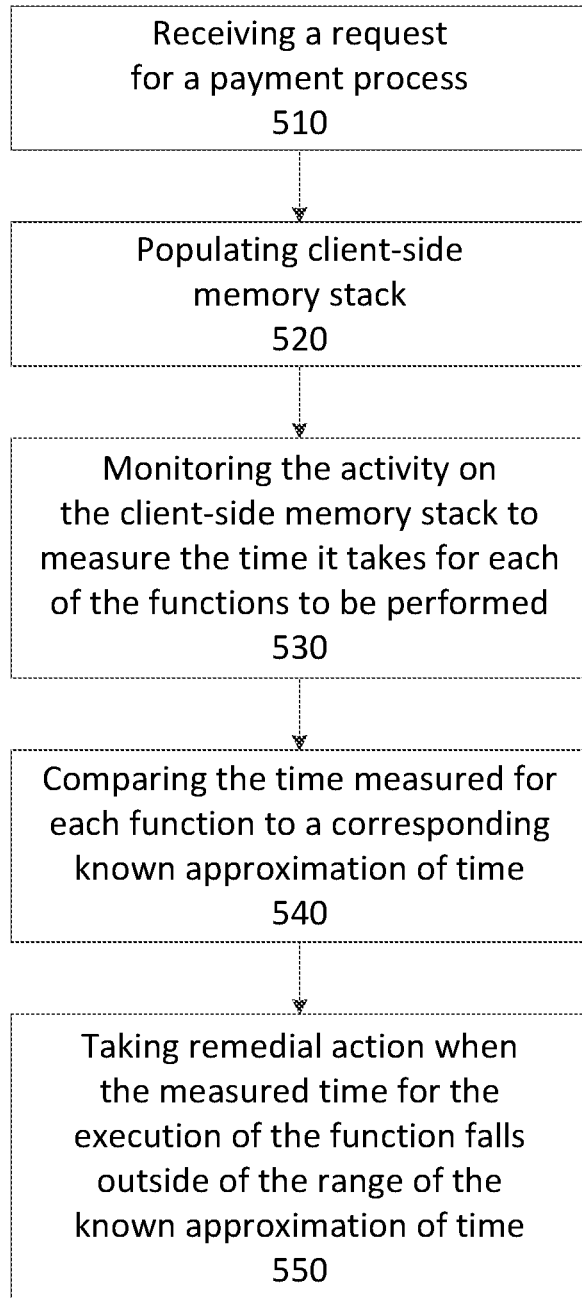 Receiving a request
for a payment process
510
Populating client-side
memory stack
520
Monitoring the activity on
the client-side memory stack to
measure the time it takes for each
of the functions to be performed
530
Comparing the time measured for
each function to a corresponding
known approximation of time
540
Taking remedial action when
the measured time for the
execution of the function falls
outside of the range of the
known approximation of time
550